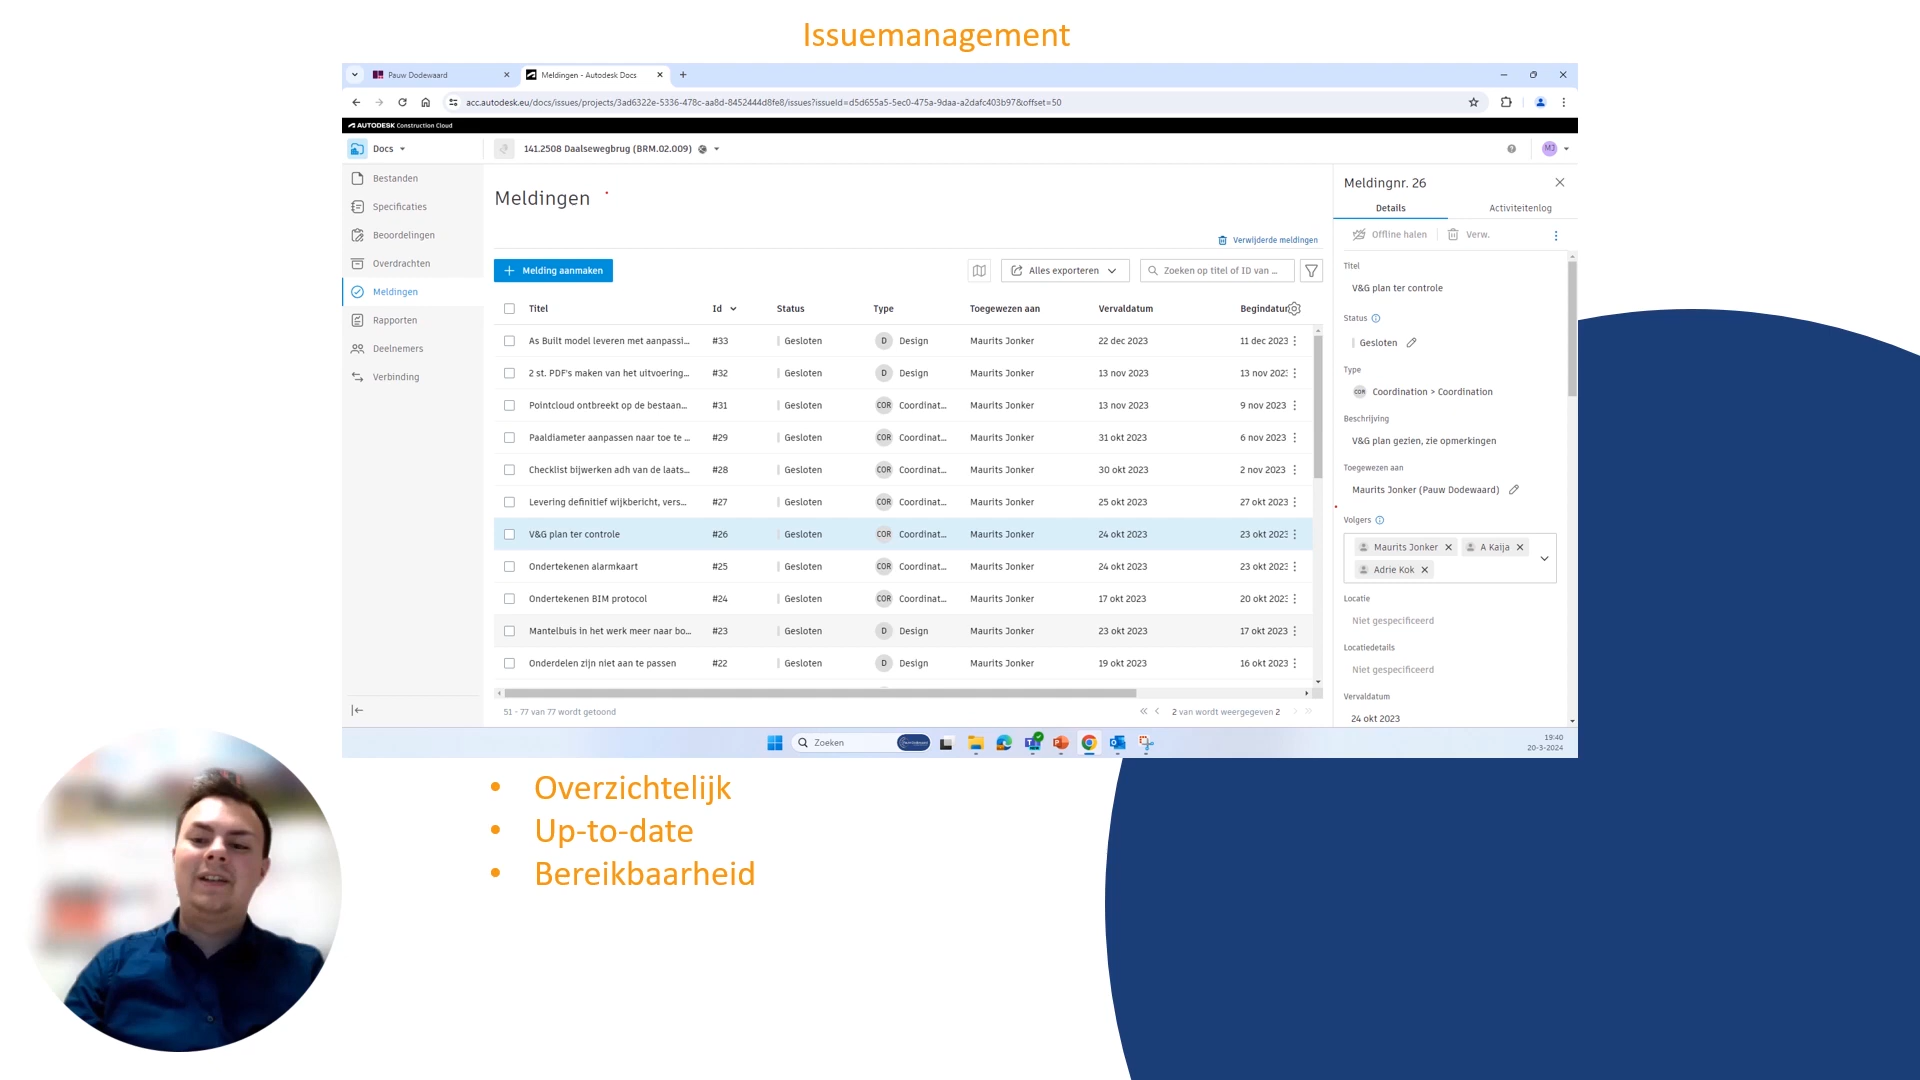 Issuemanagement
Pauw Dodewaard
Meldingen - Autodesk Docs
acc.autodesk.eu/docs/issues/projects/3ad6322e-5336-478c-aa8d-8452444d8fe8/issues?issueId=d5d655a5-5ec0-475a-9daa-a2dafc403b97&offset=50
AUTODESK Construction Cloud
Docs
141.2508 Daalsewegbrug (BRM.02.009)
MJ
Bestanden
Specificaties
Beoordelingen
Overdrachten
Meldingen
Rapporten
Deelnemers
Verbinding
Meldingen
Verwijderde meldingen
Melding aanmaken
Alles exporteren
Zoeken op titel of ID van ...
Titel Id Status Type Toegewezen aan Vervaldatum Begindatur
As Built model leveren met aanpassi... #33 Gesloten D Design Maurits Jonker 22 dec 2023 11 dec 2023
2 st. PDF's maken van het uitvoering... #32 Gesloten D Design Maurits Jonker 13 nov 2023 13 nov 2023
Pointcloud ontbreekt op de bestaan... #31 Gesloten COR Coordinat... Maurits Jonker 13 nov 2023 9 nov 2023
Paaldiameter aanpassen naar toe te ... #29 Gesloten COR Coordinat... Maurits Jonker 31 okt 2023 6 nov 2023
Checklist bijwerken adh van de laats... #28 Gesloten COR Coordinat... Maurits Jonker 30 okt 2023 2 nov 2023
Levering definitief wijkbericht, vers... #27 Gesloten COR Coordinat... Maurits Jonker 25 okt 2023 27 okt 2023
V&G plan ter controle #26 Gesloten COR Coordinat... Maurits Jonker 24 okt 2023 23 okt 2023
Ondertekenen alarmkaart #25 Gesloten COR Coordinat... Maurits Jonker 24 okt 2023 23 okt 2023
Ondertekenen BIM protocol #24 Gesloten COR Coordinat... Maurits Jonker 17 okt 2023 20 okt 2023
Mantelbuis in het werk meer naar bo... #23 Gesloten D Design Maurits Jonker 23 okt 2023 17 okt 2023
Onderdelen zijn niet aan te passen #22 Gesloten D Design Maurits Jonker 19 okt 2023 16 okt 2023
51 - 77 van 77 wordt getoond
2 van wordt weergegeven 2
Meldingnr. 26
Details Activiteitenlog
Offline halen Verw.
Titel
V&G plan ter controle
Status
Gesloten
Type
COR Coordination > Coordination
Beschrijving
V&G plan gezien, zie opmerkingen
Toegewezen aan
Maurits Jonker (Pauw Dodewaard)
Volgers
Maurits Jonker A Kaija
Adrie Kok
Locatie
Niet gespecificeerd
Locatiedetails
Niet gespecificeerd
Vervaldatum
24 okt 2023
Zoeken
19:40
20-3-2024
• Overzichtelijk
• Up-to-date
• Bereikbaarheid